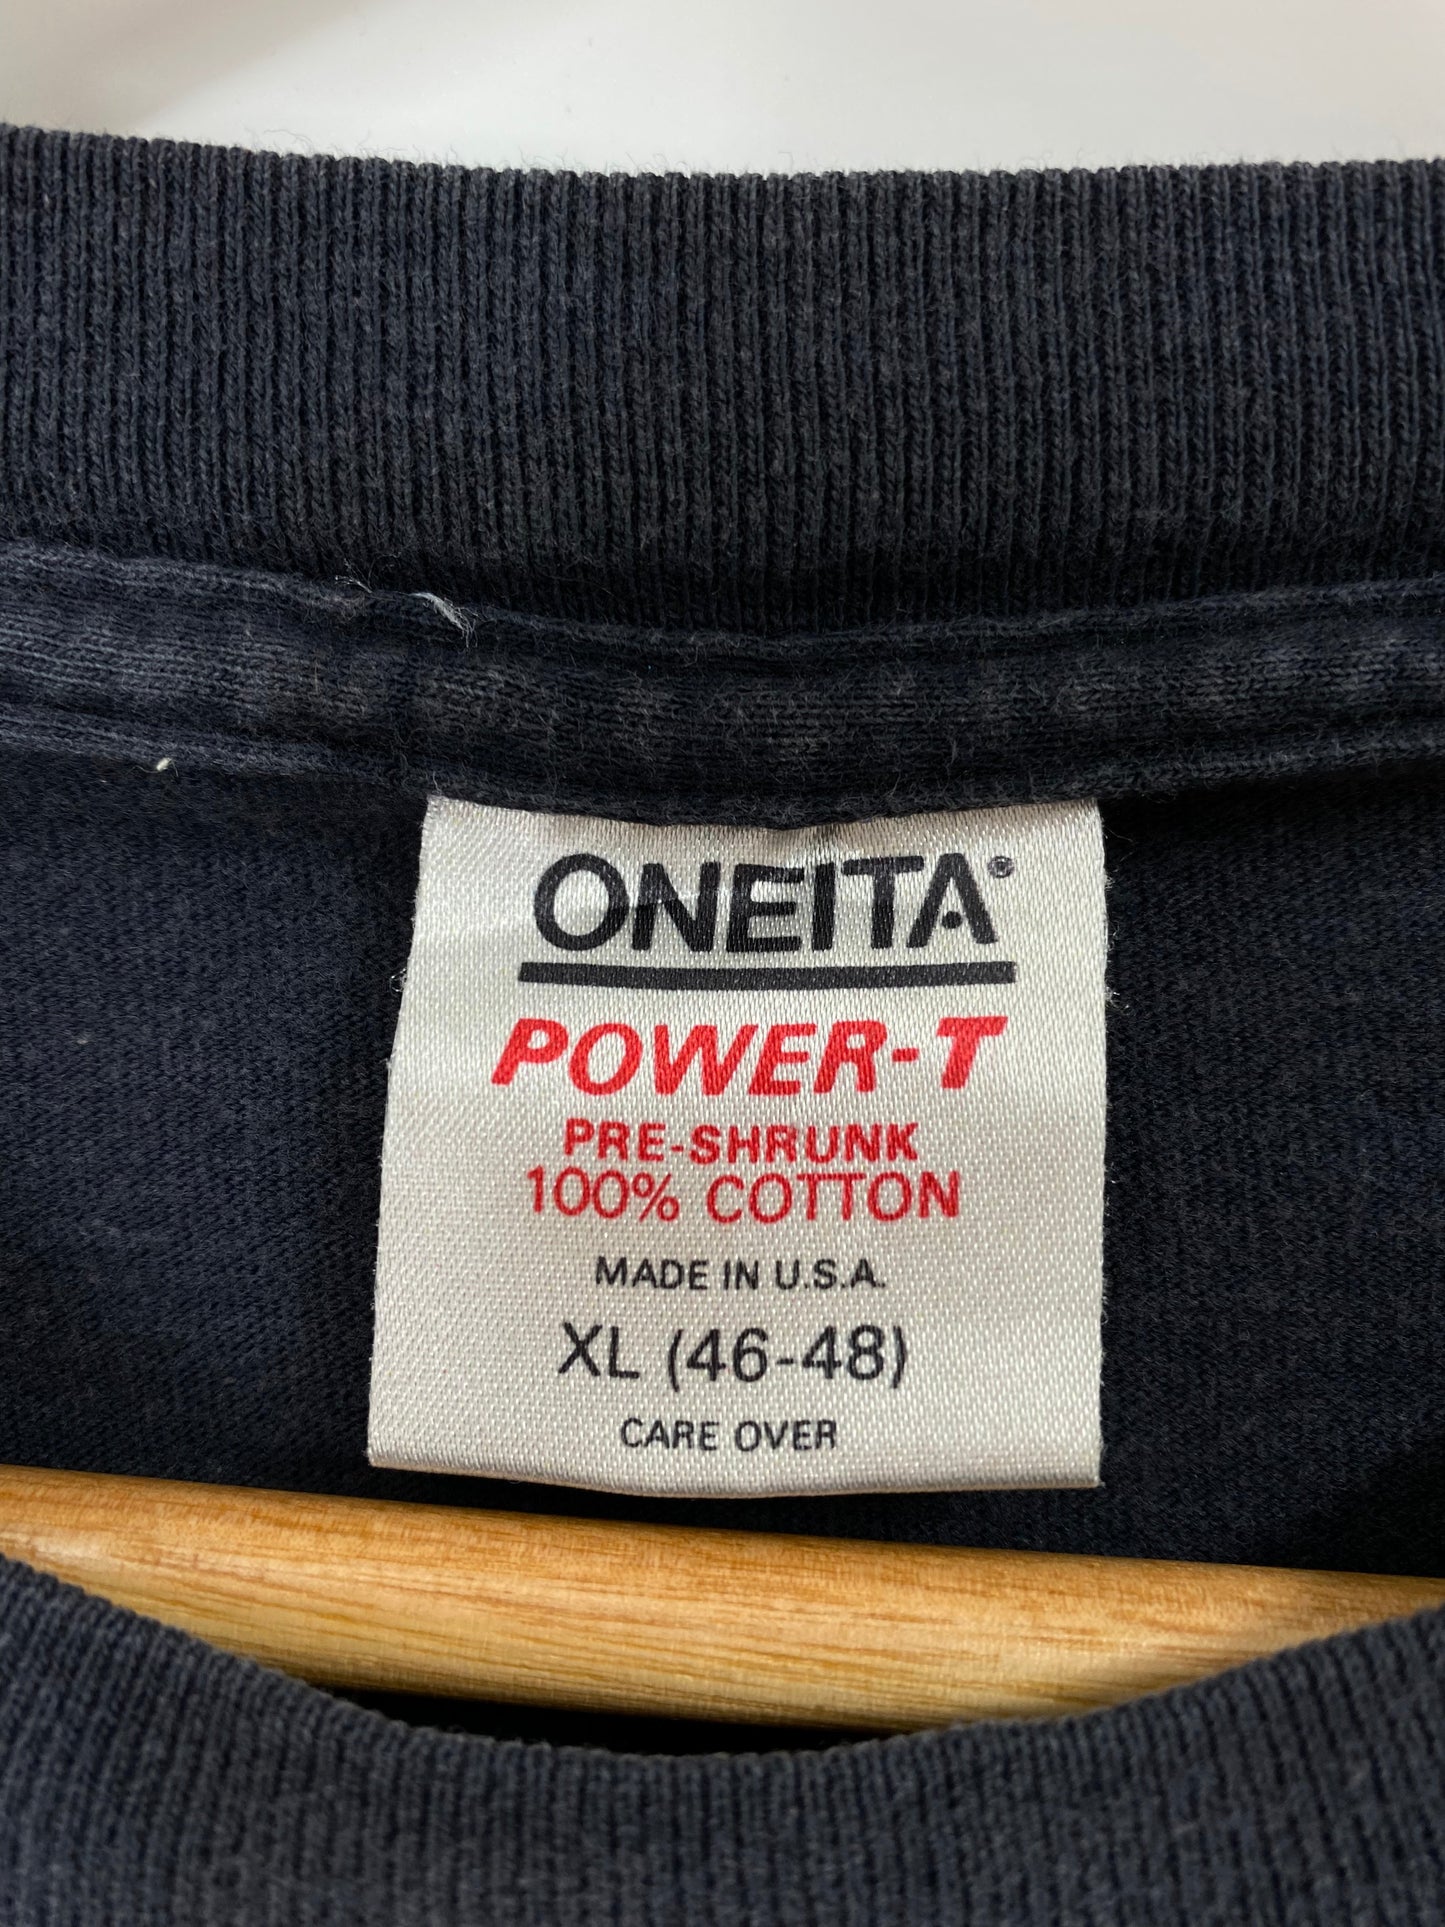 ONEITA®
POWER-T
PRE-SHRUNK
100% COTTON
MADE IN U.S.A.
XL (46-48)
CARE OVER